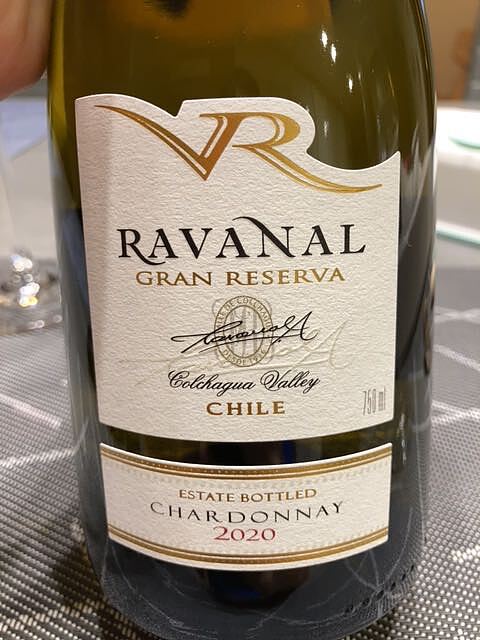 VR
RAVANAL
GRAN RESERVA
Colchagua Valley
CHILE
750 ml
ESTATE BOTTLED
CHARDONNAY
2020